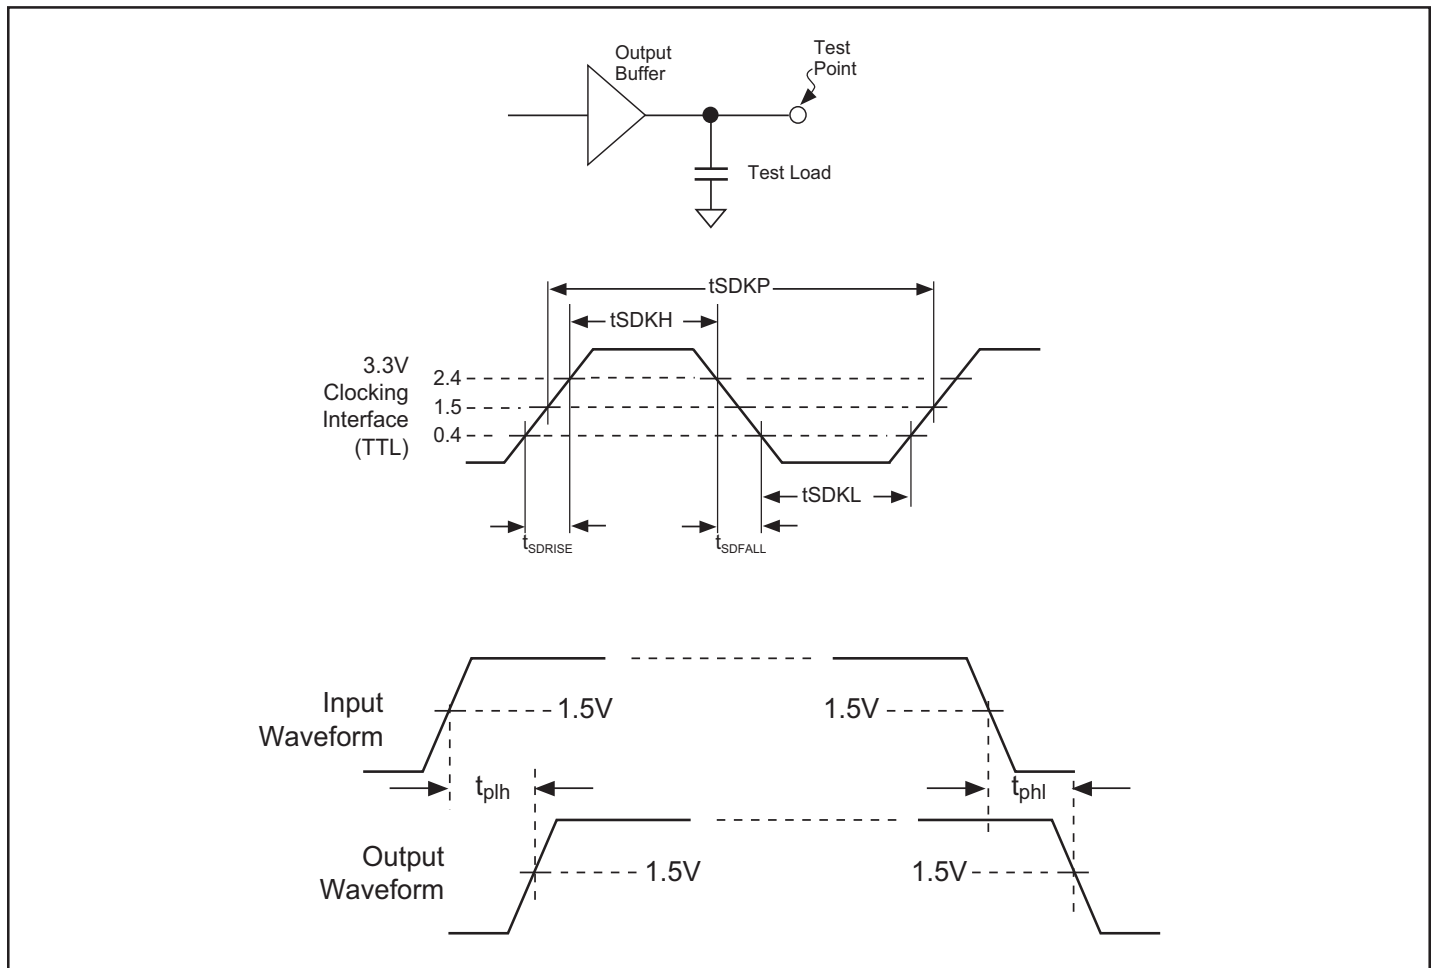 Output
Buffer
Test
Point
Test Load
tSDKP
tSDKH
3.3V
Clocking
Interface
(TTL)
2.4
1.5
0.4
tSDKL
tSDRISE
tSDFALL
Input
Waveform
1.5V
1.5V
tplh
tphl
Output
Waveform
1.5V
1.5V